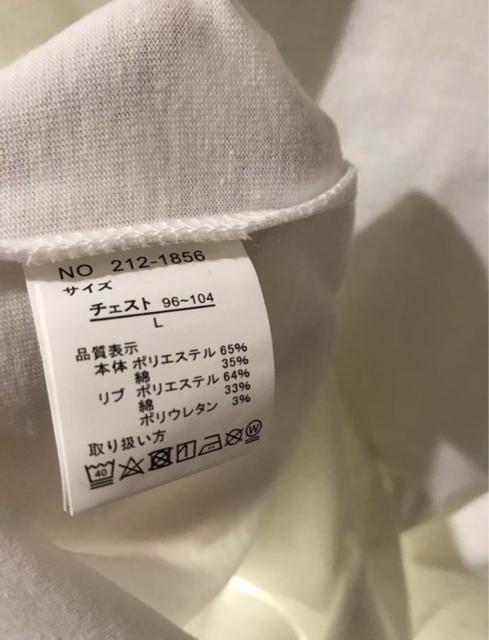 NO 212-1856
サイズ
チェスト 96~104
L
品質表示
本体 ポリエステル 65%
綿 35%
リブ ポリエステル 64%
綿 33%
ポリウレタン 3%
取り扱い方
40 W